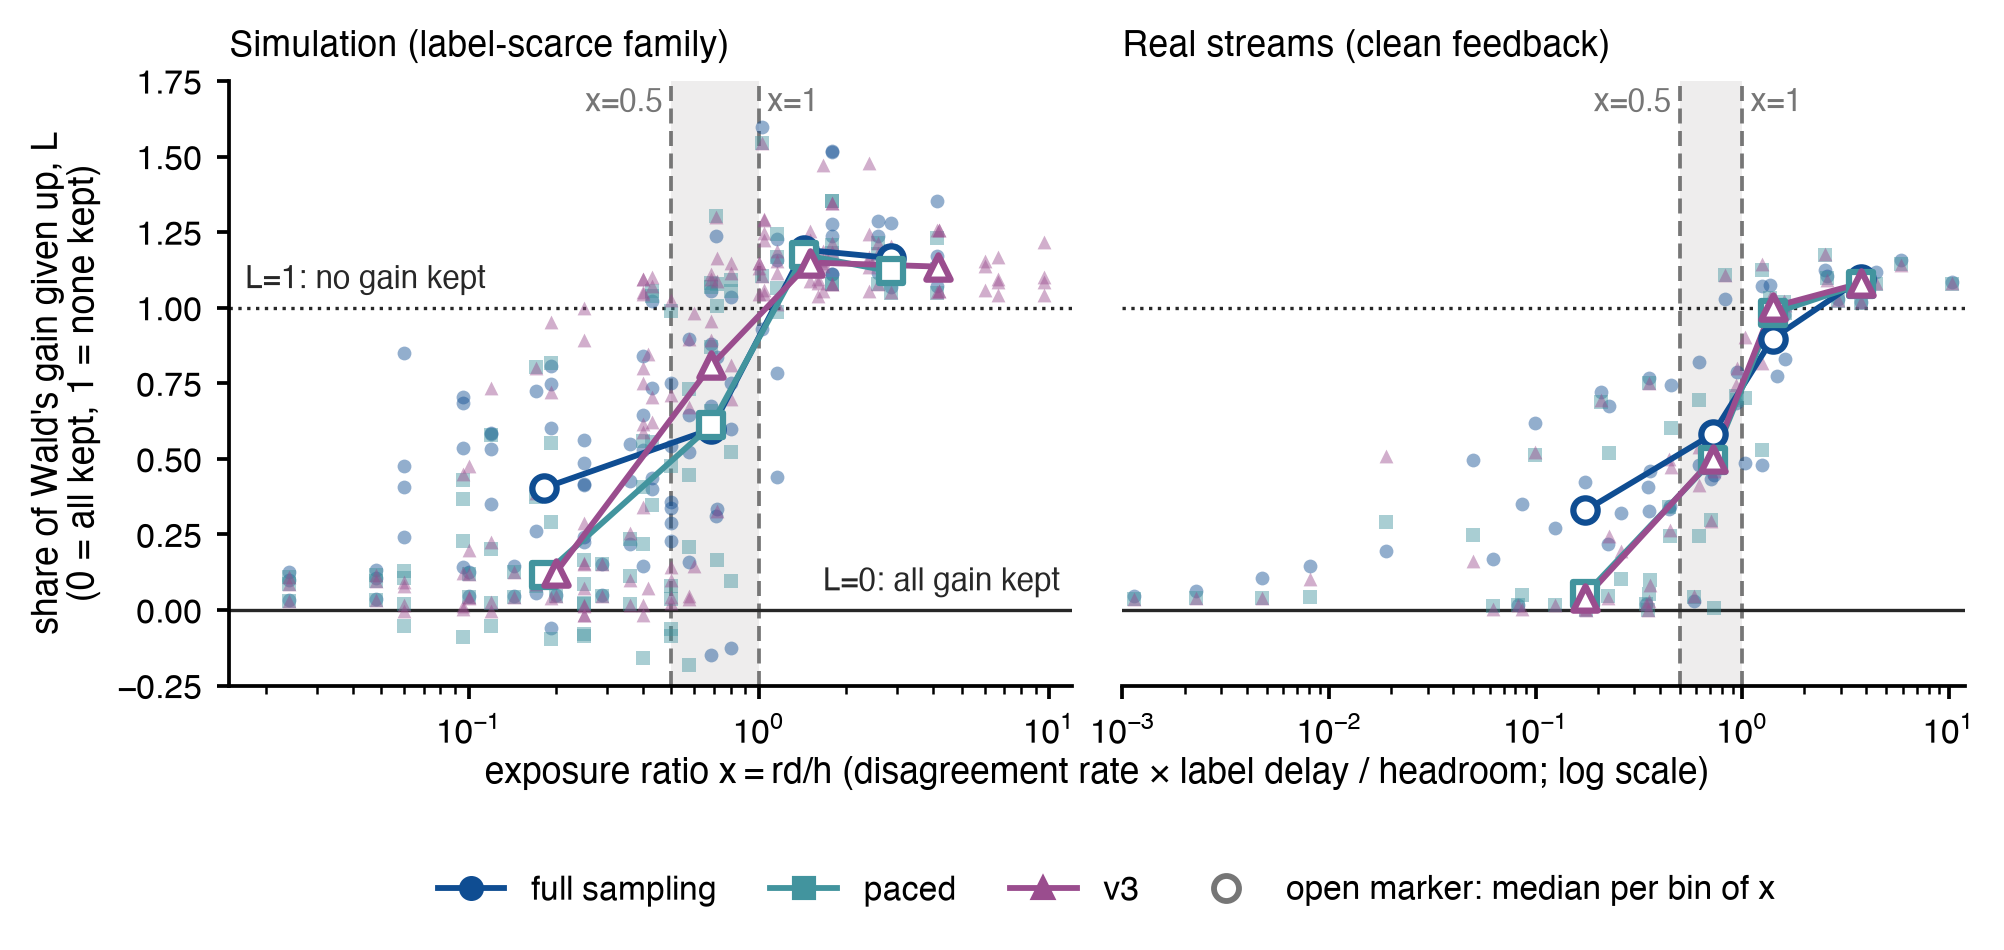 Simulation (label-scarce family)
Real streams (clean feedback)
share of Wald's gain given up, L
(0 = all kept, 1 = none kept)
1.75
1.50
1.25
1.00
0.75
0.50
0.25
0.00
−0.25
x=0.5
x=1
L=1: no gain kept
L=0: all gain kept
x=0.5
x=1
10⁻¹
10⁰
10¹
10⁻³
10⁻²
10⁻¹
10⁰
10¹
exposure ratio x = rd/h (disagreement rate × label delay / headroom; log scale)
full sampling
paced
v3
open marker: median per bin of x